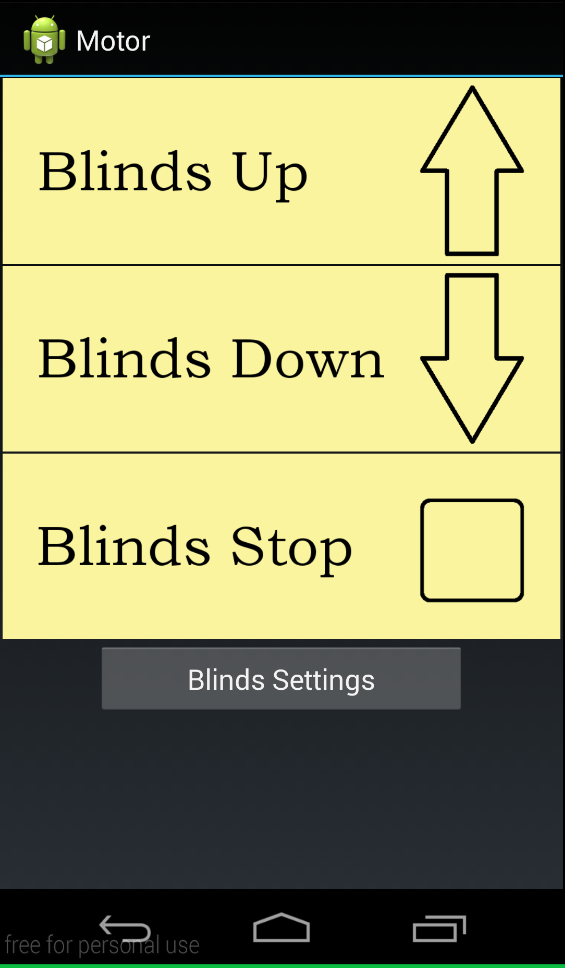 Motor
Blinds Up
Blinds Down
Blinds Stop
Blinds Settings
free for personal use